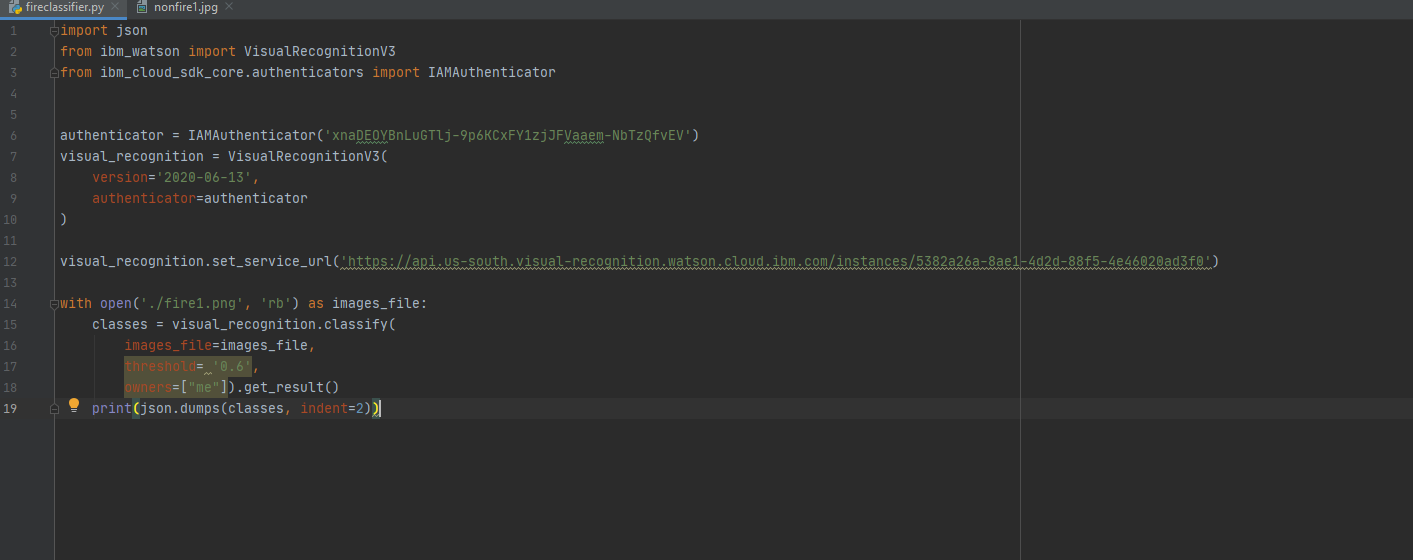 fireclassifier.py nonfire1.jpg
1 import json
2 from ibm_watson import VisualRecognitionV3
3 from ibm_cloud_sdk_core.authenticators import IAMAuthenticator
4
5
6 authenticator = IAMAuthenticator('xnaDEOYBnLuGTlj-9p6KCxFY1zjJFVaaem-NbTzQfvEV')
7 visual_recognition = VisualRecognitionV3(
8     version='2020-06-13',
9     authenticator=authenticator
10 )
11
12 visual_recognition.set_service_url('https://api.us-south.visual-recognition.watson.cloud.ibm.com/instances/5382a26a-8ae1-4d2d-88f5-4e46020ad3f0')
13
14 with open('./fire1.png', 'rb') as images_file:
15     classes = visual_recognition.classify(
16         images_file=images_file,
17         threshold= '0.6',
18         owners=["me"]).get_result()
19     print(json.dumps(classes, indent=2))